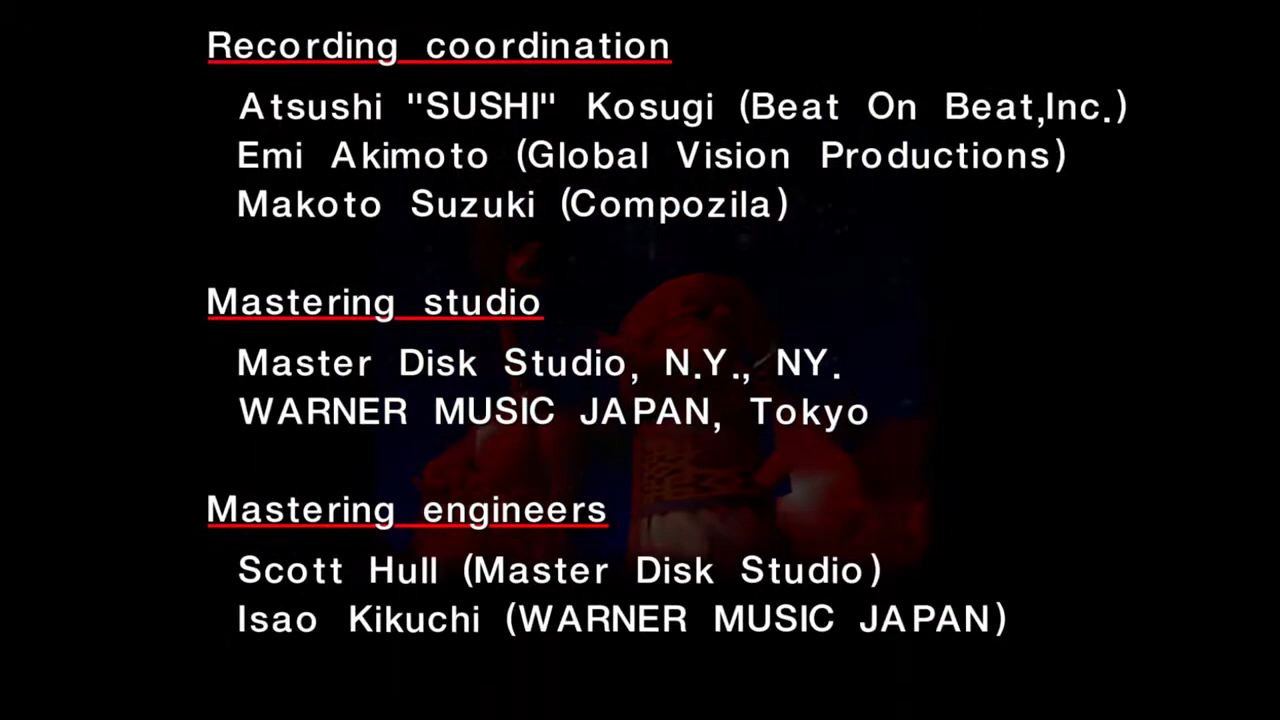 Recording coordination
Atsushi "SUSHI" Kosugi (Beat On Beat,Inc.)
Emi Akimoto (Global Vision Productions)
Makoto Suzuki (Compozila)
Mastering studio
Master Disk Studio, N.Y., NY.
WARNER MUSIC JAPAN, Tokyo
Mastering engineers
Scott Hull (Master Disk Studio)
Isao Kikuchi (WARNER MUSIC JAPAN)